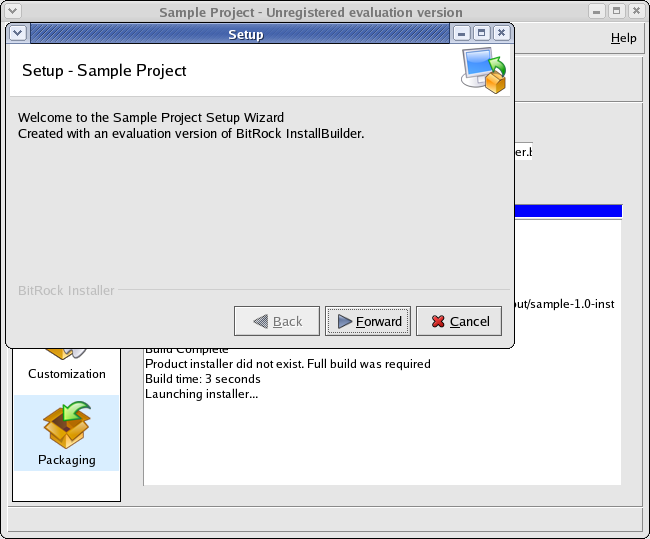 Sample Project - Unregistered evaluation version
Setup
Help
Setup - Sample Project
Welcome to the Sample Project Setup Wizard
Created with an evaluation version of BitRock InstallBuilder.
BitRock Installer
out/sample-1.0-inst
Back
Forward
Cancel
Build Complete
Product installer did not exist. Full build was required
Build time: 3 seconds
Launching installer...
Customization
Packaging